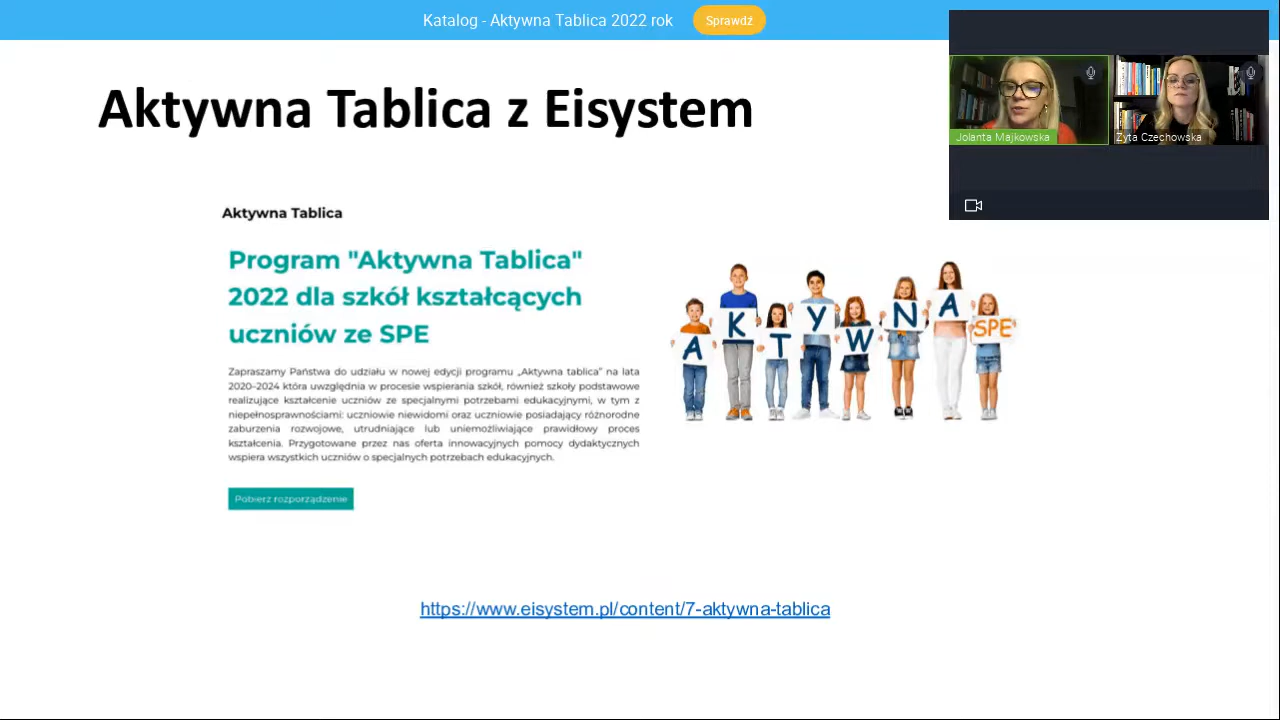 Katalog - Aktywna Tablica 2022 rok
Sprawdź
Aktywna Tablica z Eisystem
Jolanta Majkowska
Zyta Czechowska
Aktywna Tablica
Program "Aktywna Tablica"
2022 dla szkół kształcących
uczniów ze SPE
Zapraszamy Państwa do udziału w nowej edycji programu „Aktywna tablica" na lata
2020–2024 która uwzględnia w procesie wspierania szkół, również szkoły podstawowe
realizujące kształcenie uczniów ze specjalnymi potrzebami edukacyjnymi, w tym z
niepełnosprawnościami: uczniowie niewidomi oraz uczniowie posiadający różnorodne
zaburzenia rozwojowe, utrudniające lub uniemożliwiające prawidłowy proces
kształcenia. Przygotowane przez nas oferta innowacyjnych pomocy dydaktycznych
wspiera wszystkich uczniów o specjalnych potrzebach edukacyjnych.
Pobierz rozporządzenie
A K T Y W N A SPE
https://www.eisystem.pl/content/7-aktywna-tablica